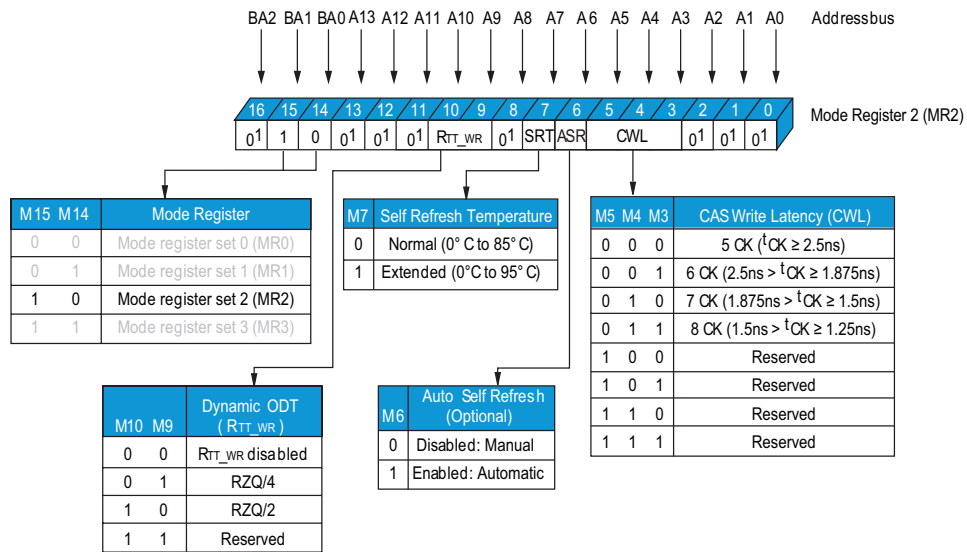 BA2 BA1 BA0 A13 A12 A11 A10 A9 A8 A7 A6 A5 A4 A3 A2 A1 A0 Addressbus
16 15 14 13 12 11 10 9 8 7 6 5 4 3 2 1 0
Mode Register 2 (MR2)
0¹ 1 0 0¹ 0¹ 0¹ RTT_WR 0¹ SRT ASR CWL 0¹ 0¹ 0¹
M15 M14 Mode Register
0 0 Mode register set 0 (MR0)
0 1 Mode register set 1 (MR1)
1 0 Mode register set 2 (MR2)
1 1 Mode register set 3 (MR3)
M7 Self Refresh Temperature
0 Normal (0° C to 85° C)
1 Extended (0°C to 95° C)
M5 M4 M3 CAS Write Latency (CWL)
0 0 0 5 CK (tCK ≥ 2.5ns)
0 0 1 6 CK (2.5ns > tCK ≥ 1.875ns)
0 1 0 7 CK (1.875ns > tCK ≥ 1.5ns)
0 1 1 8 CK (1.5ns > tCK ≥ 1.25ns)
1 0 0 Reserved
1 0 1 Reserved
1 1 0 Reserved
1 1 1 Reserved
M10 M9 Dynamic ODT
(RTT_WR)
0 0 RTT_WR disabled
0 1 RZQ/4
1 0 RZQ/2
1 1 Reserved
M6 Auto Self Refresh
(Optional)
0 Disabled: Manual
1 Enabled: Automatic